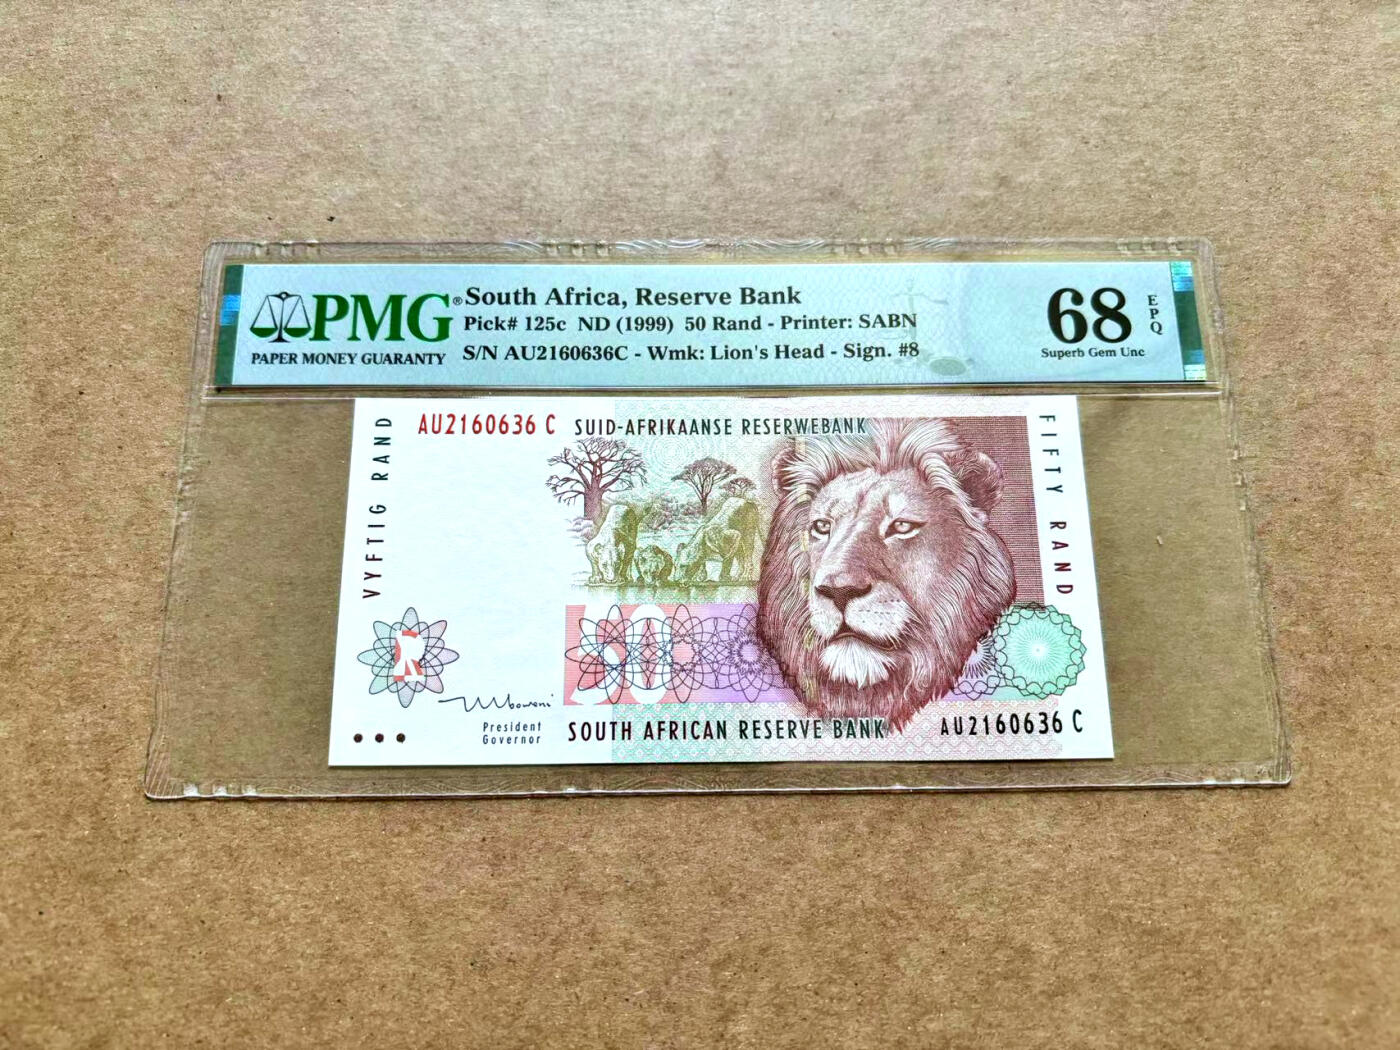 PMG®
PAPER MONEY GUARANTY
South Africa, Reserve Bank
Pick# 125c ND (1999) 50 Rand - Printer: SABN
S/N AU2160636C - Wmk: Lion's Head - Sign. #8
68
EPQ
Superb Gem Unc
VYFTIG RAND
AU2160636 C
SUID-AFRIKAANSE RESERWEBANK
FIFTY RAND
50
R
President
Governor
SOUTH AFRICAN RESERVE BANK
AU2160636 C